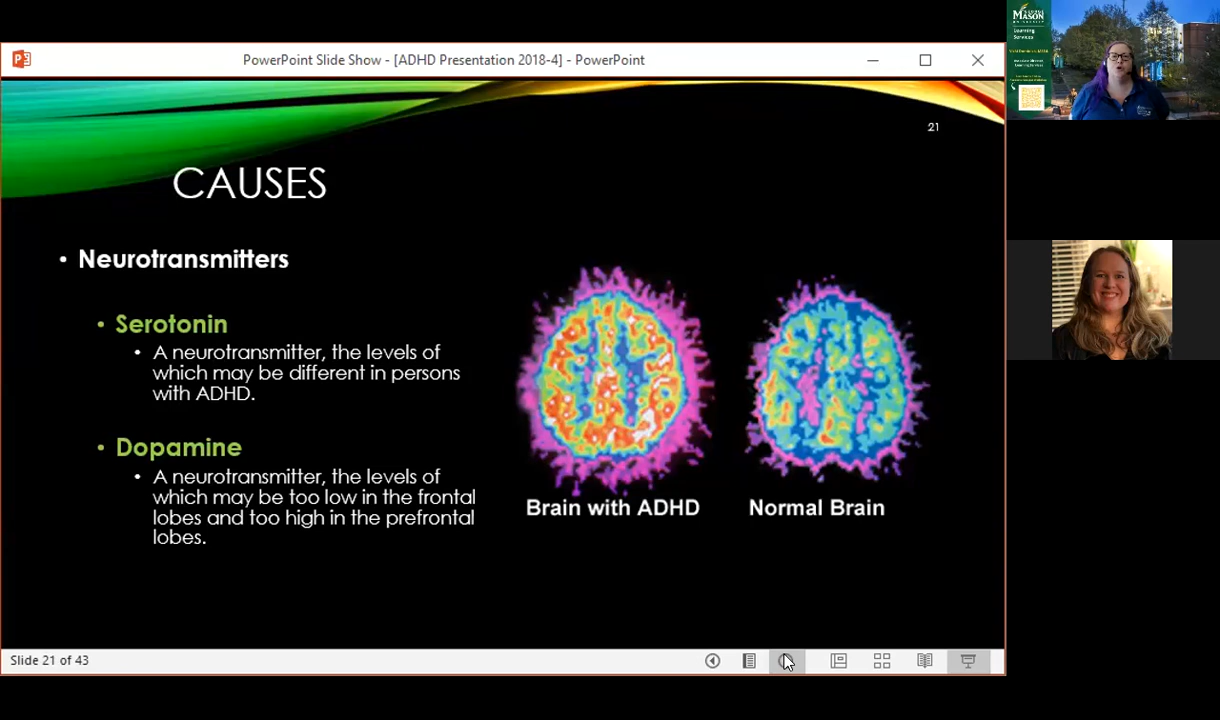 PowerPoint Slide Show - [ADHD Presentation 2018-4] - PowerPoint
21
CAUSES
• Neurotransmitters
• Serotonin
• A neurotransmitter, the levels of
which may be different in persons
with ADHD.
• Dopamine
• A neurotransmitter, the levels of
which may be too low in the frontal
lobes and too high in the prefrontal
lobes.
Brain with ADHD
Normal Brain
Slide 21 of 43
MASON
Learning
Services